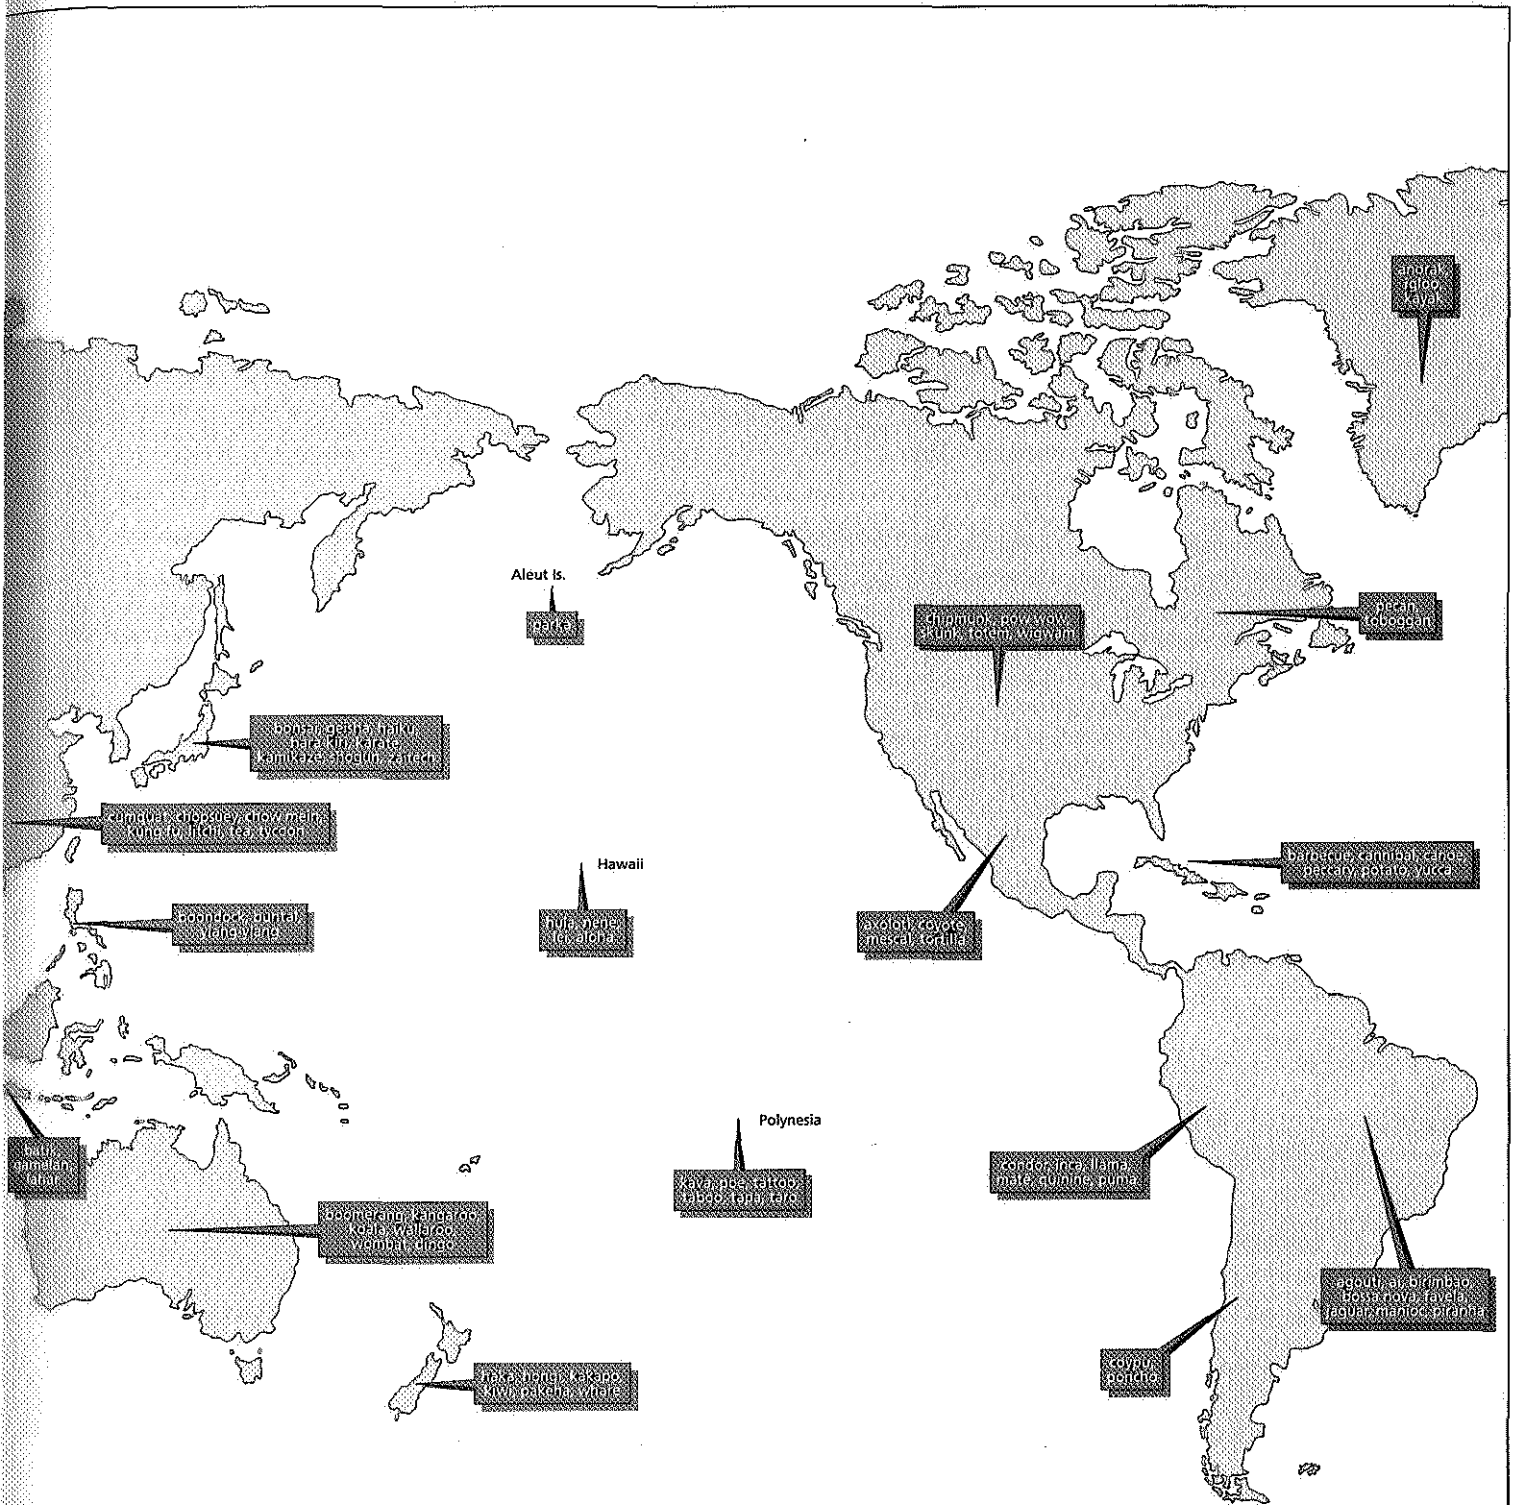 anorak,
igloo,
kayak
Aleut Is.
parka
chipmunk, pow wow,
skunk, totem, wigwam
pecan,
toboggan
bonsai, geisha, haiku,
hara kiri, karate,
kamikaze, shogun, zaitech
cumquat, chopsuey, chow mein,
kung fu, litchi, tea, tycoon
Hawaii
hula, nene,
lei, aloha
barbecue, cannibal, canoe,
peccary, potato, yucca
boondock, buntal,
ylang-ylang
axolotl, coyote,
mescal, tortilla
Polynesia
kava, poe, tattoo,
taboo, tapa, taro
condor, inca, llama,
maté, quinine, puma
batik,
gamelan,
lahar
boomerang, kangaroo,
koala, wallaroo,
wombat, dingo
agouti, ai, birimbao,
bossa nova, favela,
jaguar, manioc, piranha
coypu,
poncho
haka, hongi, kakapo,
kiwi, pakeha, whare